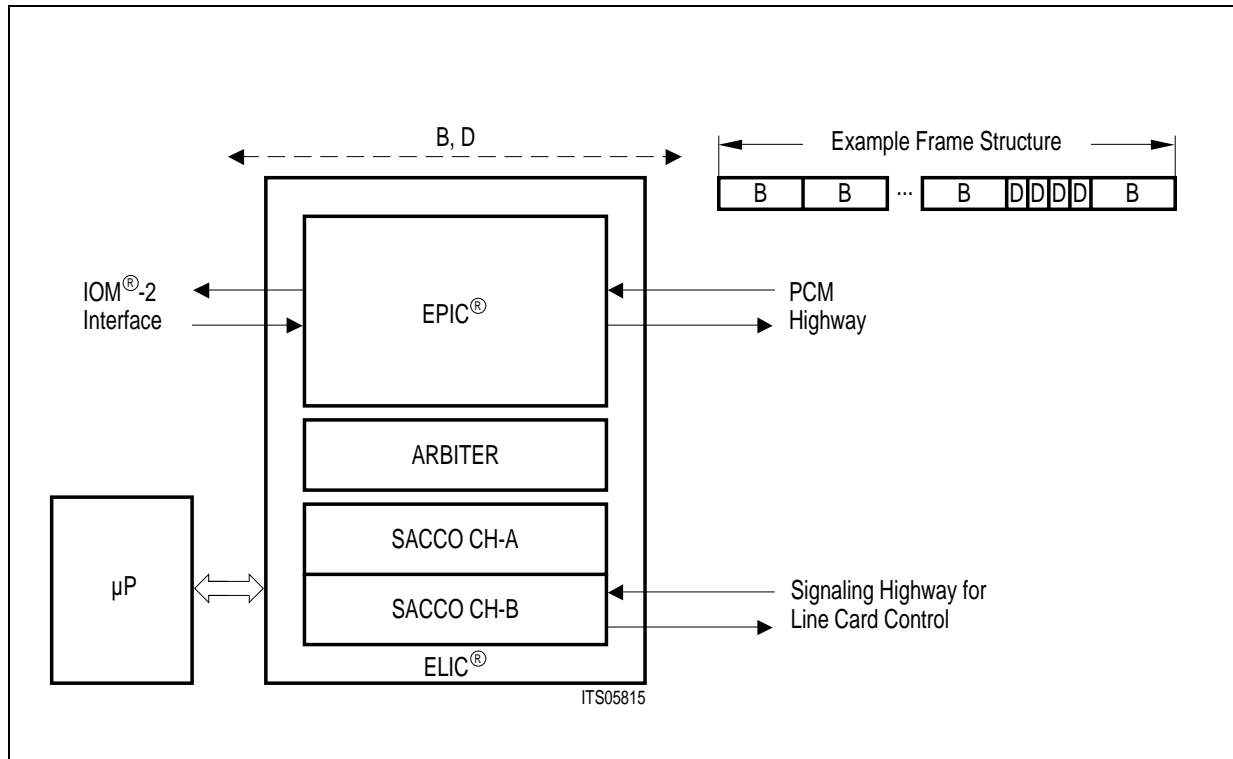 B, D
Example Frame Structure
B B ... B D D D D B
IOM®-2
Interface
EPIC®
PCM
Highway
ARBITER
SACCO CH-A
µP
SACCO CH-B
Signaling Highway for
Line Card Control
ELIC®
ITS05815